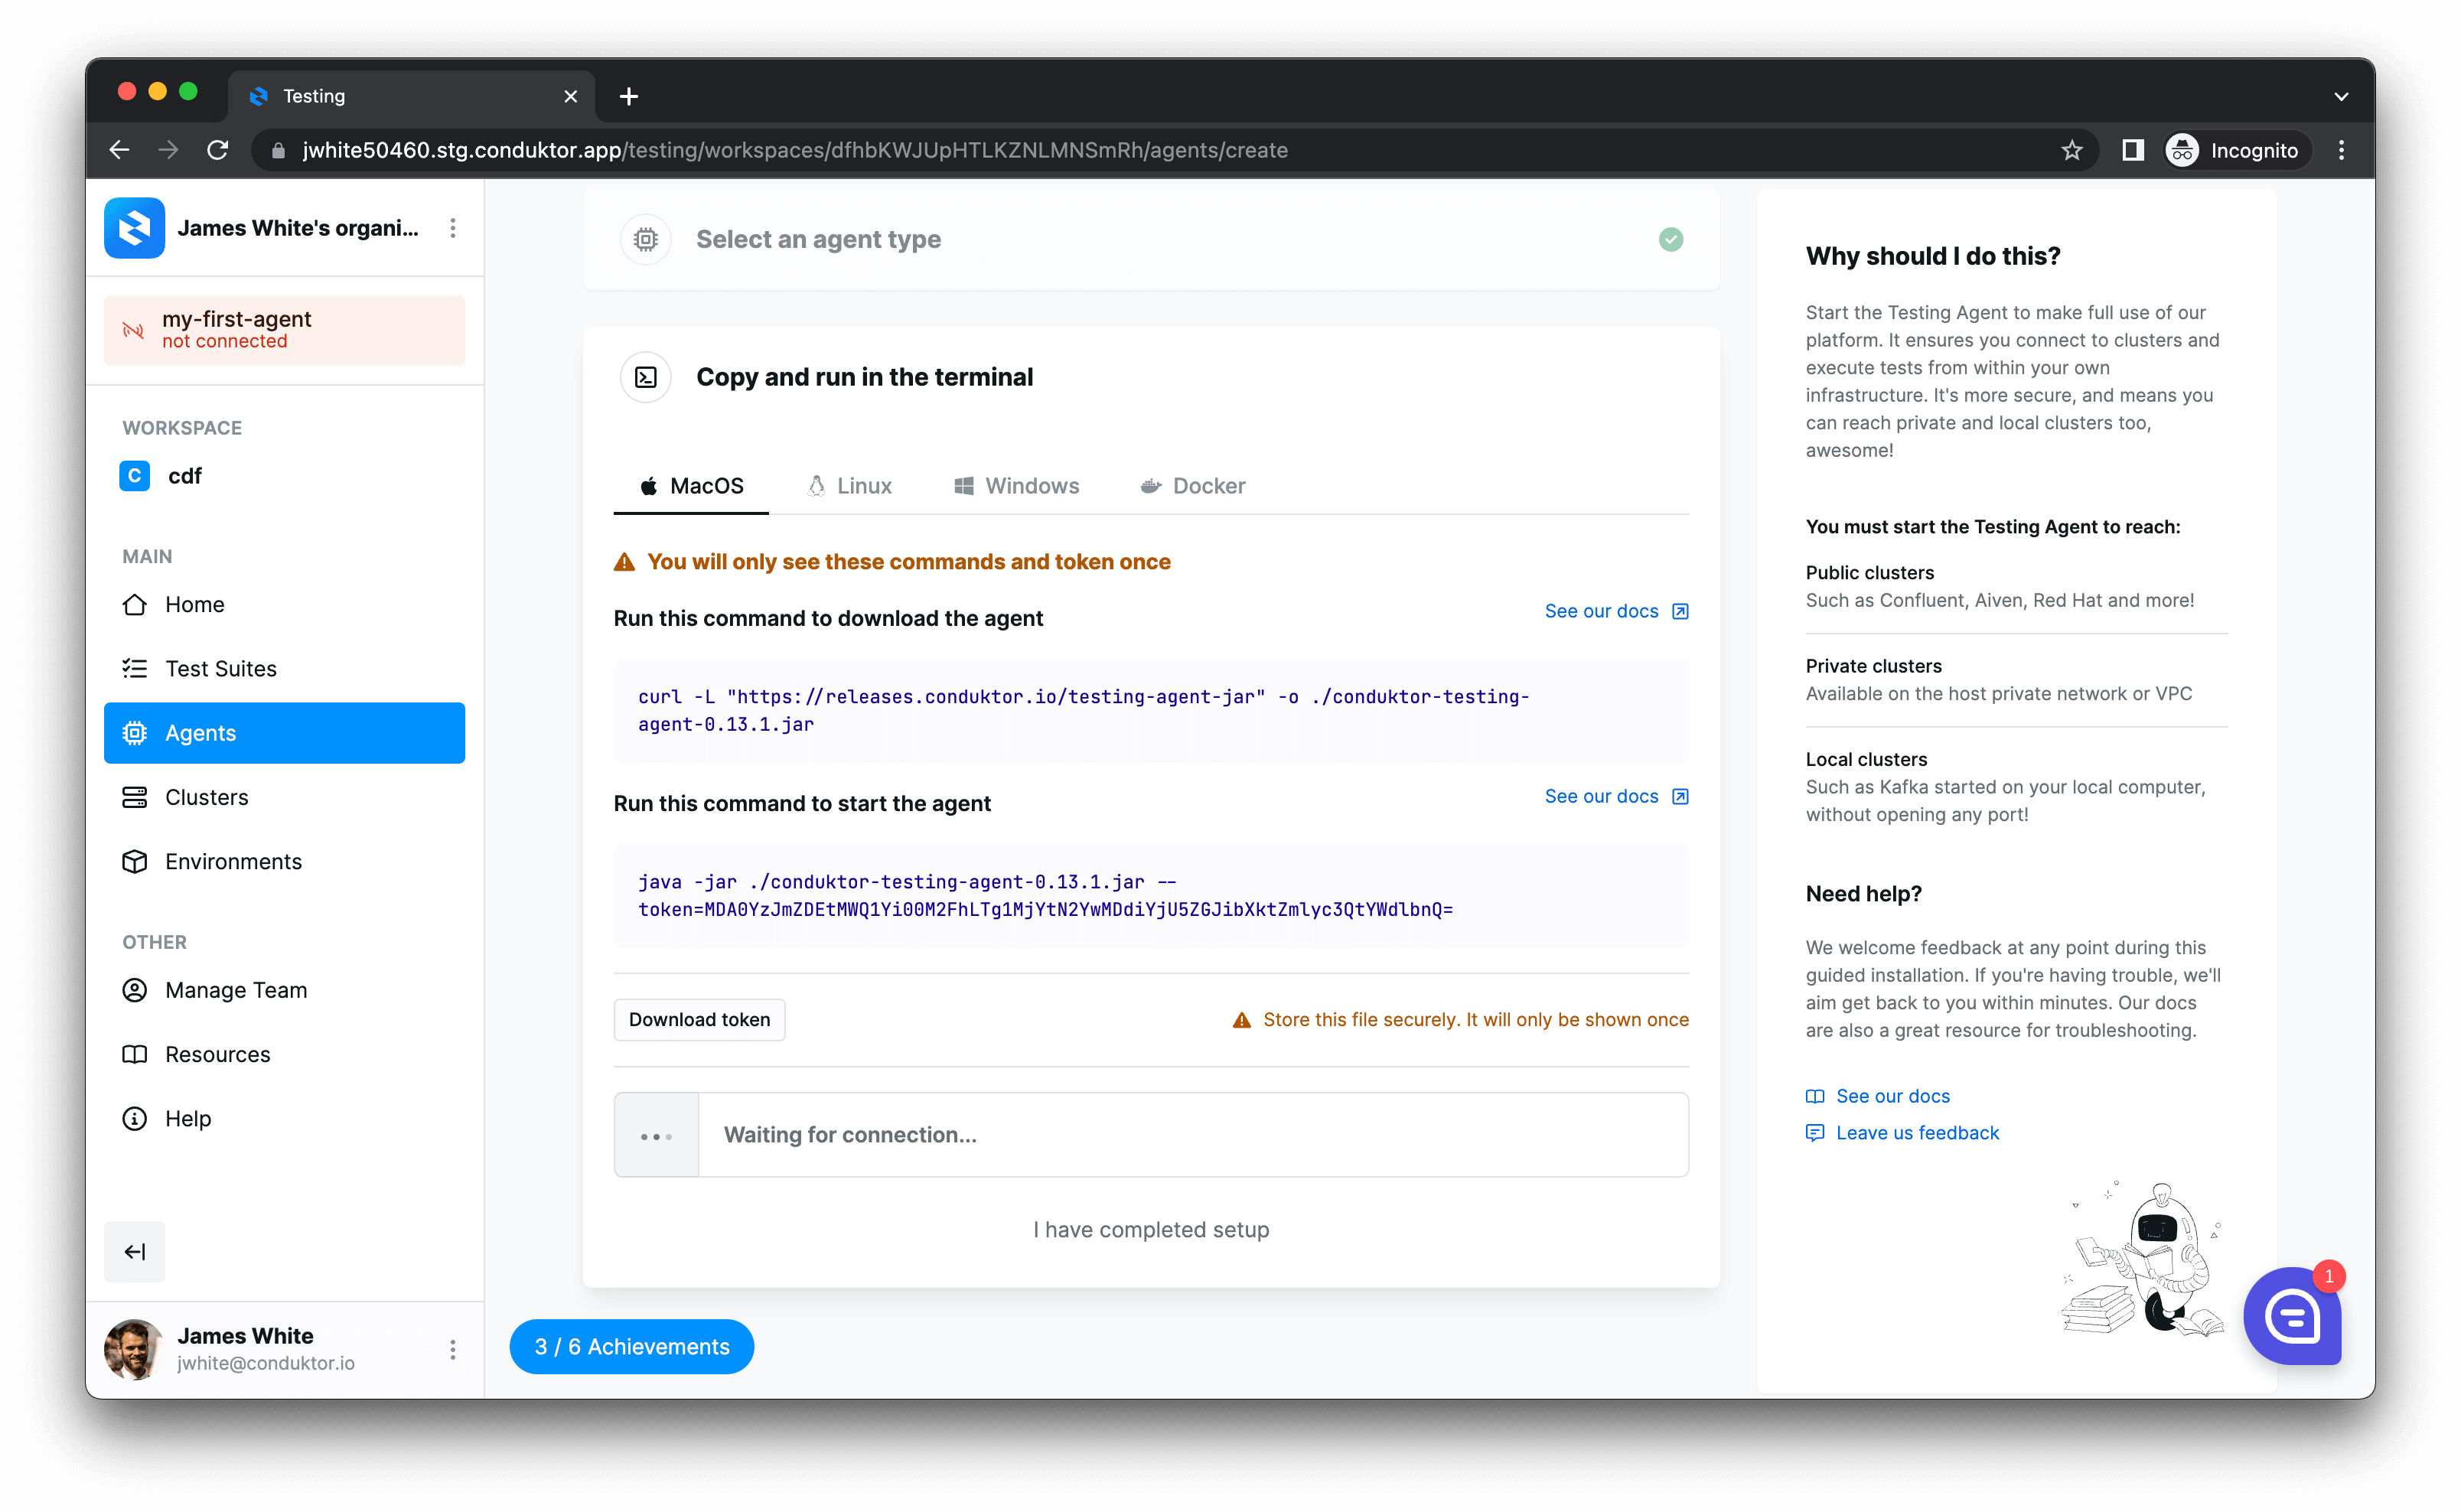 Testing
jwhite50460.stg.conduktor.app/testing/workspaces/dfhbKWJUpHTLKZNLMNSmRh/agents/create
Incognito
James White's organi...
my-first-agent
not connected
WORKSPACE
C cdf
MAIN
Home
Test Suites
Agents
Clusters
Environments
OTHER
Manage Team
Resources
Help
James White
jwhite@conduktor.io
Select an agent type
Copy and run in the terminal
MacOS Linux Windows Docker
You will only see these commands and token once
Run this command to download the agent
See our docs
curl -L "https://releases.conduktor.io/testing-agent-jar" -o ./conduktor-testing-
agent-0.13.1.jar
Run this command to start the agent
See our docs
java -jar ./conduktor-testing-agent-0.13.1.jar --
token=MDA0YzJmZDEtMWQ1Yi00M2FhLTg1MjYtN2YwMDdiYjU5ZGJibXktZmlyc3QtYWdlbnQ=
Download token
Store this file securely. It will only be shown once
Waiting for connection...
I have completed setup
3 / 6 Achievements
Why should I do this?
Start the Testing Agent to make full use of our
platform. It ensures you connect to clusters and
execute tests from within your own
infrastructure. It's more secure, and means you
can reach private and local clusters too,
awesome!
You must start the Testing Agent to reach:
Public clusters
Such as Confluent, Aiven, Red Hat and more!
Private clusters
Available on the host private network or VPC
Local clusters
Such as Kafka started on your local computer,
without opening any port!
Need help?
We welcome feedback at any point during this
guided installation. If you're having trouble, we'll
aim get back to you within minutes. Our docs
are also a great resource for troubleshooting.
See our docs
Leave us feedback
1